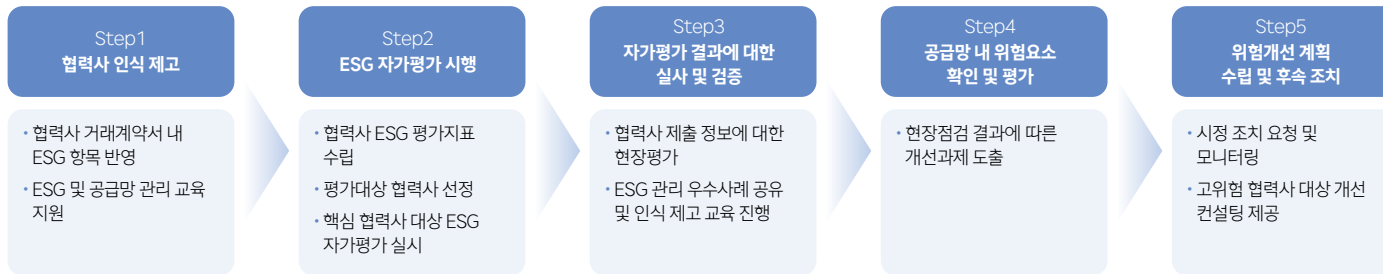 Step1
협력사 인식 제고
· 협력사 거래계약서 내
ESG 항목 반영
· ESG 및 공급망 관리 교육
지원
Step2
ESG 자가평가 시행
· 협력사 ESG 평가지표
수립
· 평가대상 협력사 선정
· 핵심 협력사 대상 ESG
자가평가 실시
Step3
자가평가 결과에 대한
실사 및 검증
· 협력사 제출 정보에 대한
현장평가
· ESG 관리 우수사례 공유
및 인식 제고 교육 진행
Step4
공급망 내 위험요소
확인 및 평가
· 현장점검 결과에 따른
개선과제 도출
Step5
위험개선 계획
수립 및 후속 조치
· 시정 조치 요청 및
모니터링
· 고위험 협력사 대상 개선
컨설팅 제공